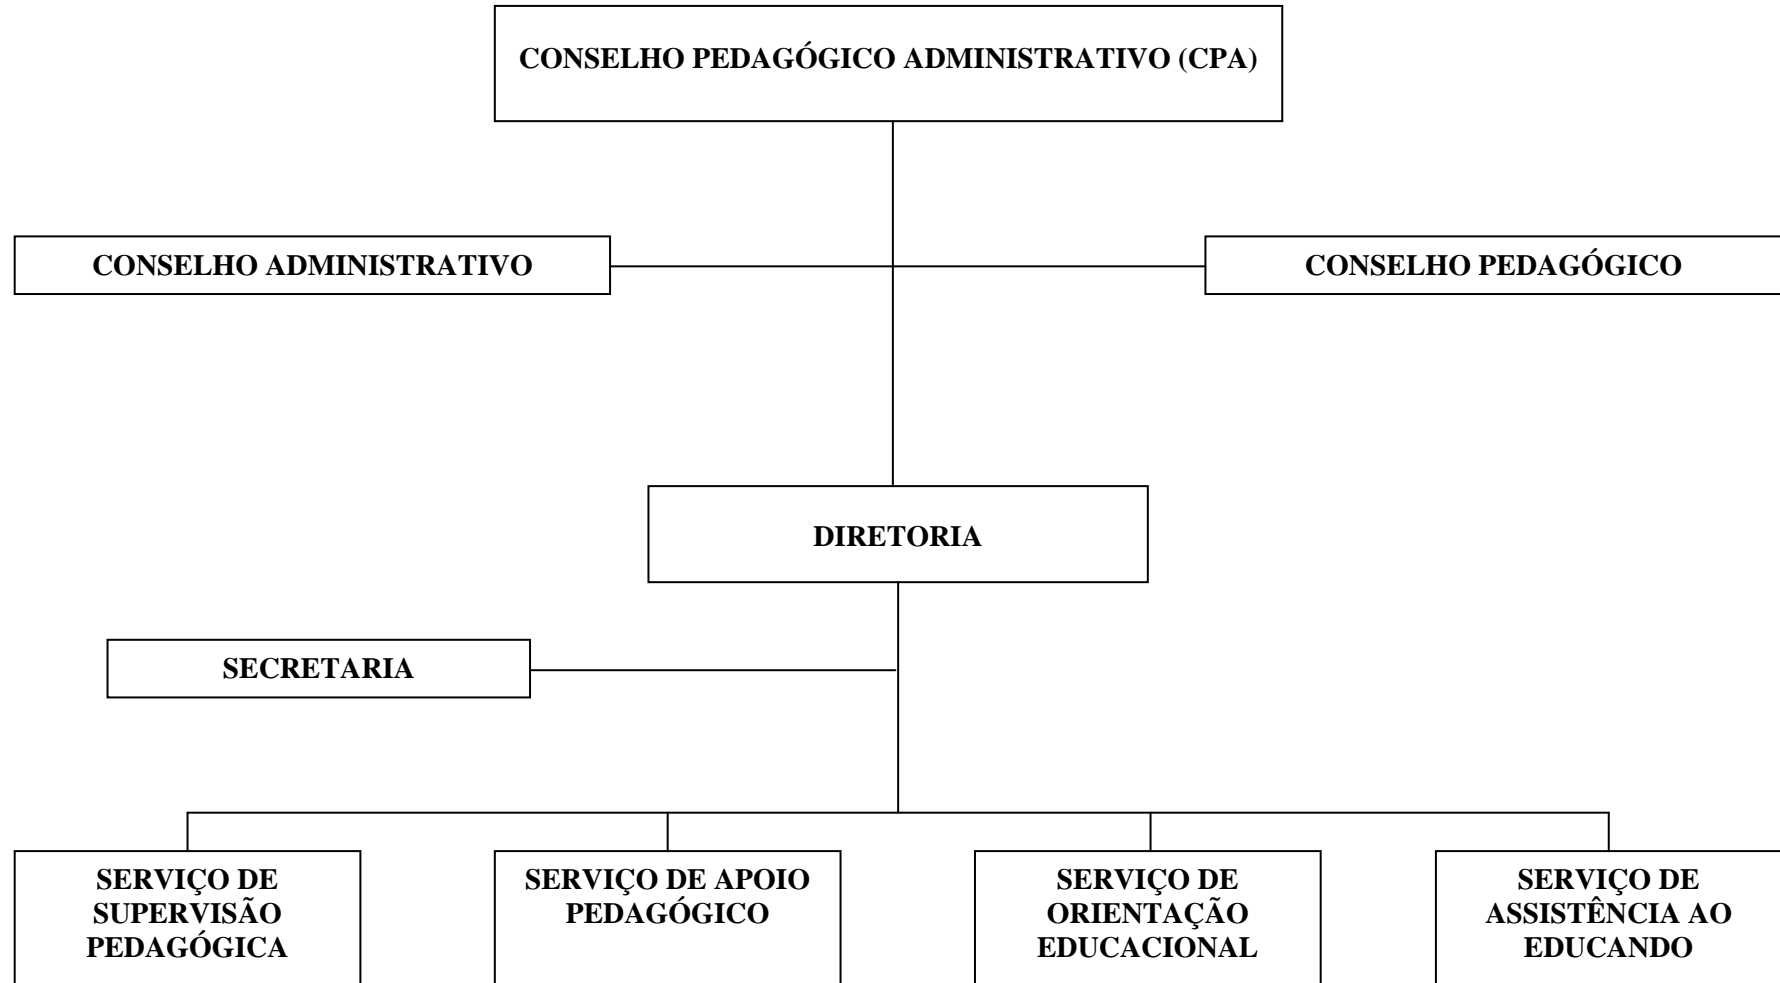 CONSELHO PEDAGÓGICO ADMINISTRATIVO (CPA)
CONSELHO ADMINISTRATIVO
CONSELHO PEDAGÓGICO
DIRETORIA
SECRETARIA
SERVIÇO DE
SUPERVISÃO
PEDAGÓGICA
SERVIÇO DE APOIO
PEDAGÓGICO
SERVIÇO DE
ORIENTAÇÃO
EDUCACIONAL
SERVIÇO DE
ASSISTÊNCIA AO
EDUCANDO